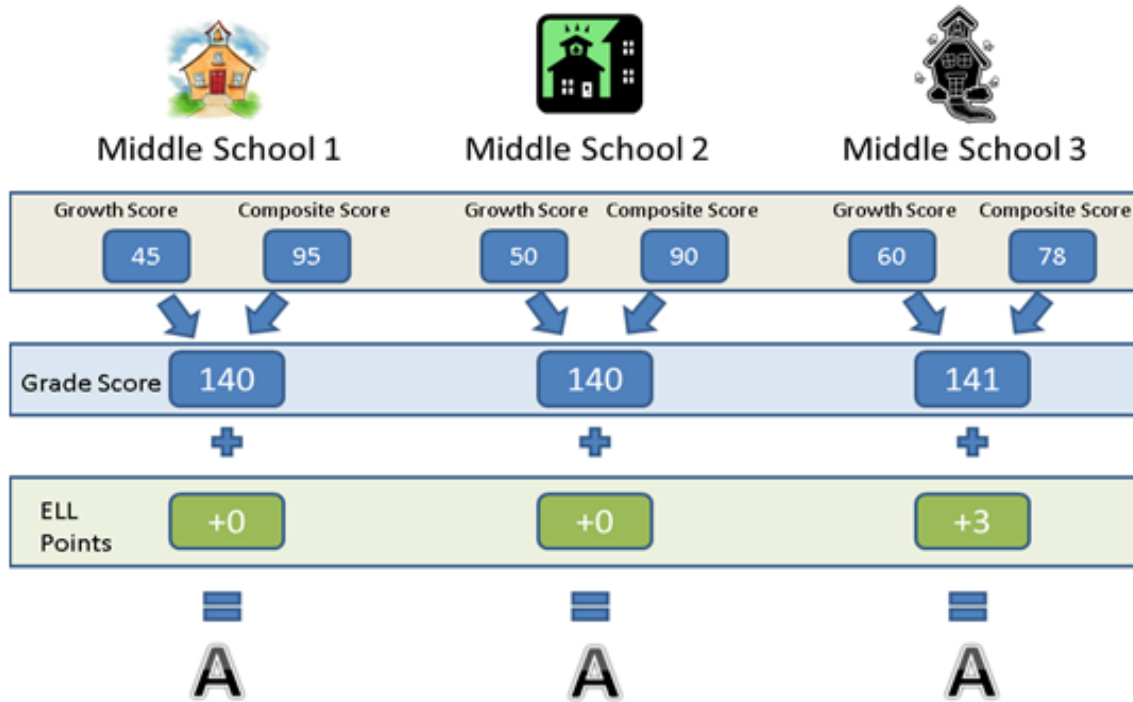 Middle School 1
Middle School 2
Middle School 3
Growth Score
Composite Score
Growth Score
Composite Score
Growth Score
Composite Score
45
95
50
90
60
78
Grade Score
140
140
141
+
+
+
ELL
Points
+0
+0
+3
=
=
=
A
A
A